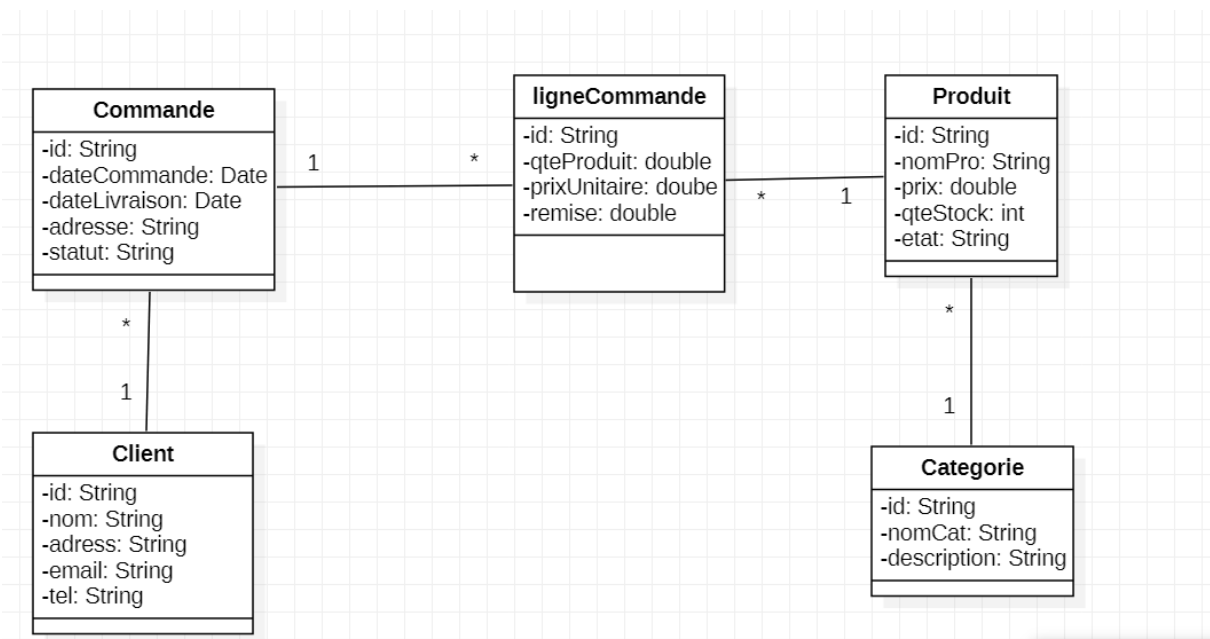 Commande
-id: String
-dateCommande: Date
-dateLivraison: Date
-adresse: String
-statut: String
1
*
ligneCommande
-id: String
-qteProduit: double
-prixUnitaire: doube
-remise: double
*
1
Produit
-id: String
-nomPro: String
-prix: double
-qteStock: int
-etat: String
*
1
*
1
Client
-id: String
-nom: String
-adress: String
-email: String
-tel: String
Categorie
-id: String
-nomCat: String
-description: String